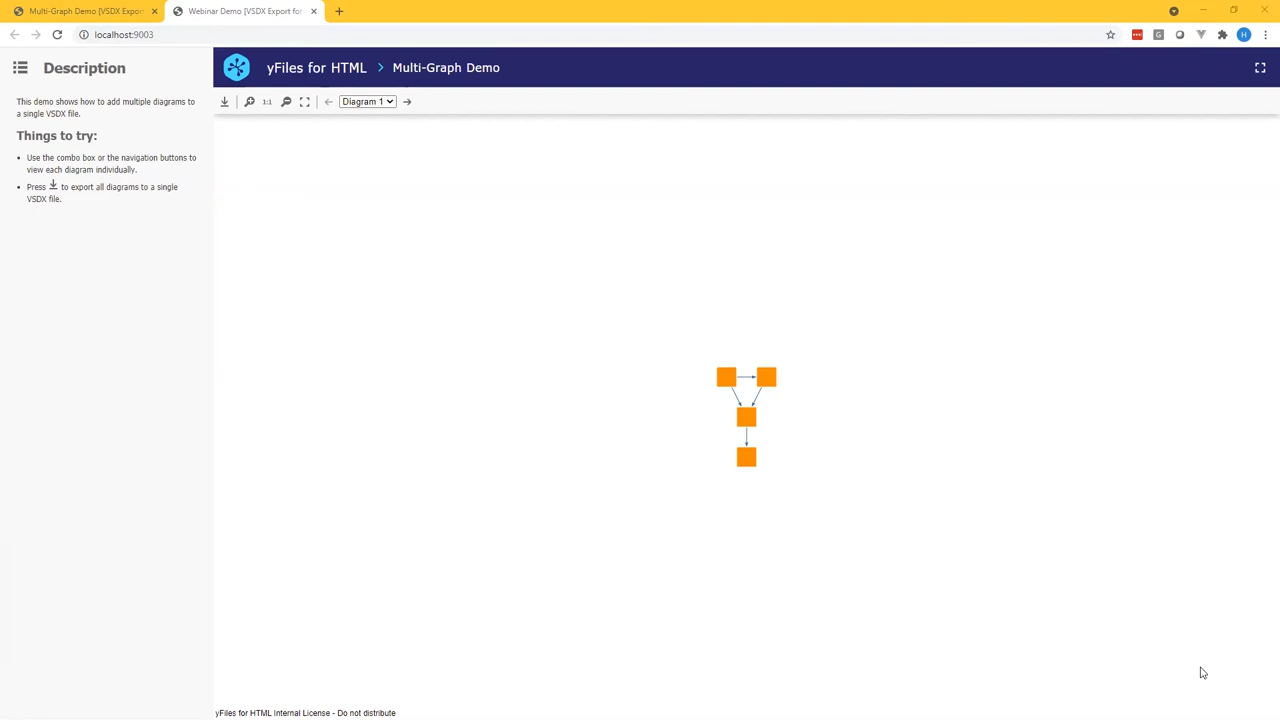 Multi-Graph Demo [VSDX Export
Webinar Demo [VSDX Export for
localhost:9003
H
Description
yFiles for HTML
Multi-Graph Demo
1:1
Diagram 1
This demo shows how to add multiple diagrams to
a single VSDX file.
Things to try:
Use the combo box or the navigation buttons to
view each diagram individually.
Press to export all diagrams to a single
VSDX file.
yFiles for HTML Internal License - Do not distribute